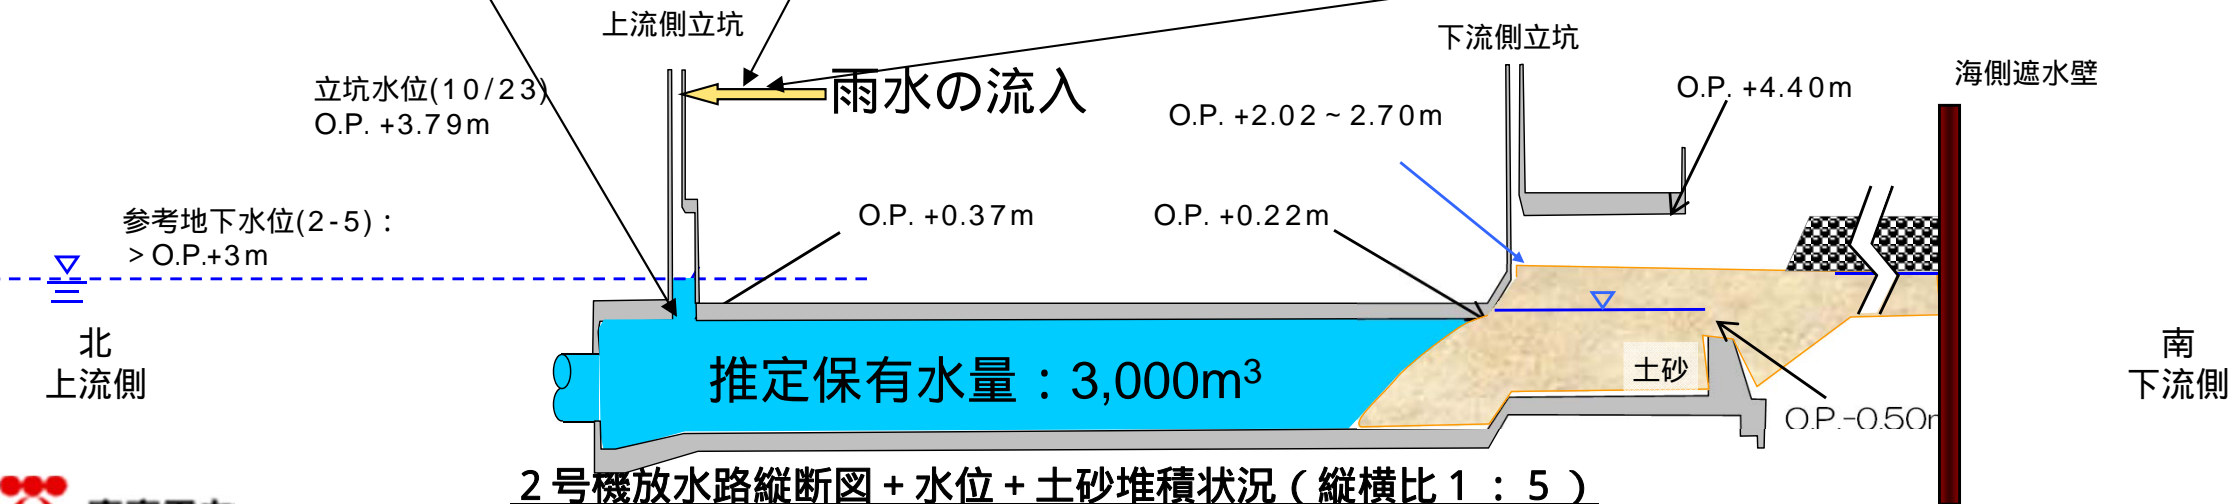 上流側立坑
下流側立坑
海側遮水壁
立坑水位(10/23)
O.P. +3.79m
雨水の流入
O.P. +2.02 ~ 2.70m
O.P. +4.40m
参考地下水位(2-5)：
> O.P.+3m
O.P. +0.37m
O.P. +0.22m
北
上流側
推定保有水量：3,000m³
土砂
O.P.-0.50
南
下流側
2号機放水路縦断図+水位+土砂堆積状況(縦横比1：5)